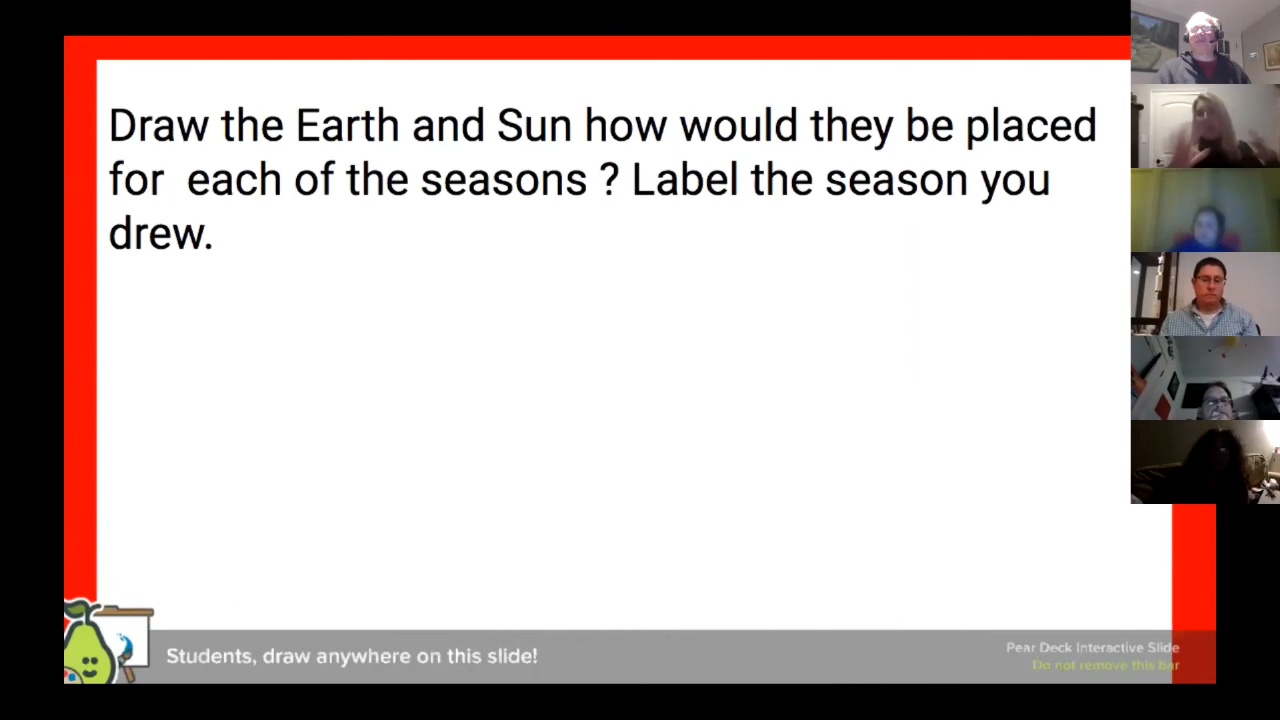 Draw the Earth and Sun how would they be placed
for each of the seasons ? Label the season you
drew.
Students, draw anywhere on this slide!
Pear Deck Interactive Slide
Do not remove this bar